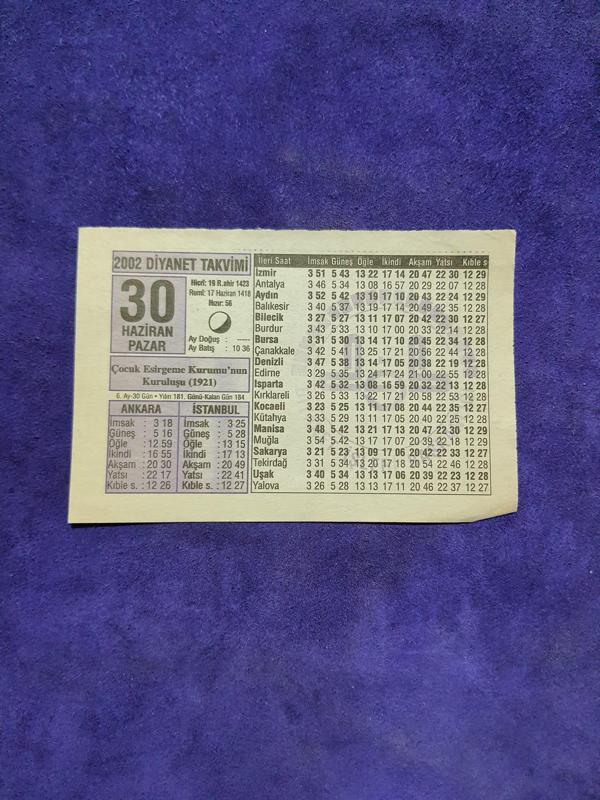 2002 DİYANET TAKVİMİ
30
HAZİRAN
PAZAR
Hicrî: 19 R.ahir 1423
Rumî: 17 Haziran 1418
Hızır: 56
Ay Doğuş : -----
Ay Batış : 10 36
Çocuk Esirgeme Kurumu'nun
Kuruluşu (1921)
6. Ay-30 Gün • Yılın 181. Günü-Kalan Gün 184
ANKARA
İmsak : 3 18
Güneş : 5 16
Öğle : 12 59
İkindi : 16 55
Akşam : 20 30
Yatsı : 22 17
Kıble s. : 12 26
İSTANBUL
İmsak : 3 25
Güneş : 5 28
Öğle : 13 15
İkindi : 17 13
Akşam : 20 49
Yatsı : 22 41
Kıble s. : 12 27
İleri Saat İmsak Güneş Öğle İkindi Akşam Yatsı Kıble s
İzmir 3 51 5 43 13 22 17 14 20 47 22 30 12 29
Antalya 3 46 5 34 13 08 16 57 20 29 22 07 12 28
Aydın 3 52 5 42 13 19 17 10 20 43 22 24 12 29
Balıkesir 3 40 5 37 13 19 17 14 20 49 22 35 12 28
Bilecik 3 27 5 27 13 11 17 07 20 42 22 30 12 27
Burdur 3 43 5 33 13 10 17 00 20 33 22 14 12 28
Bursa 3 31 5 30 13 14 17 10 20 45 22 34 12 28
Çanakkale 3 42 5 41 13 25 17 21 20 56 22 44 12 28
Denizli 3 47 5 38 13 14 17 05 20 38 22 19 12 28
Edirne 3 29 5 35 13 24 17 24 21 00 22 55 12 28
Isparta 3 42 5 32 13 08 16 59 20 32 22 13 12 28
Kırklareli 3 26 5 33 13 22 17 21 20 58 22 53 12 28
Kocaeli 3 23 5 25 13 11 17 08 20 44 22 35 12 27
Kütahya 3 33 5 29 13 11 17 05 20 40 22 25 12 28
Manisa 3 48 5 42 13 21 17 13 20 47 22 30 12 29
Muğla 3 54 5 42 13 17 17 07 20 39 22 18 12 29
Sakarya 3 21 5 23 13 09 17 06 20 42 22 33 12 27
Tekirdağ 3 31 5 34 13 20 17 18 20 54 22 46 12 28
Uşak 3 40 5 34 13 13 17 06 20 39 22 23 12 28
Yalova 3 26 5 28 13 13 17 11 20 46 22 37 12 27